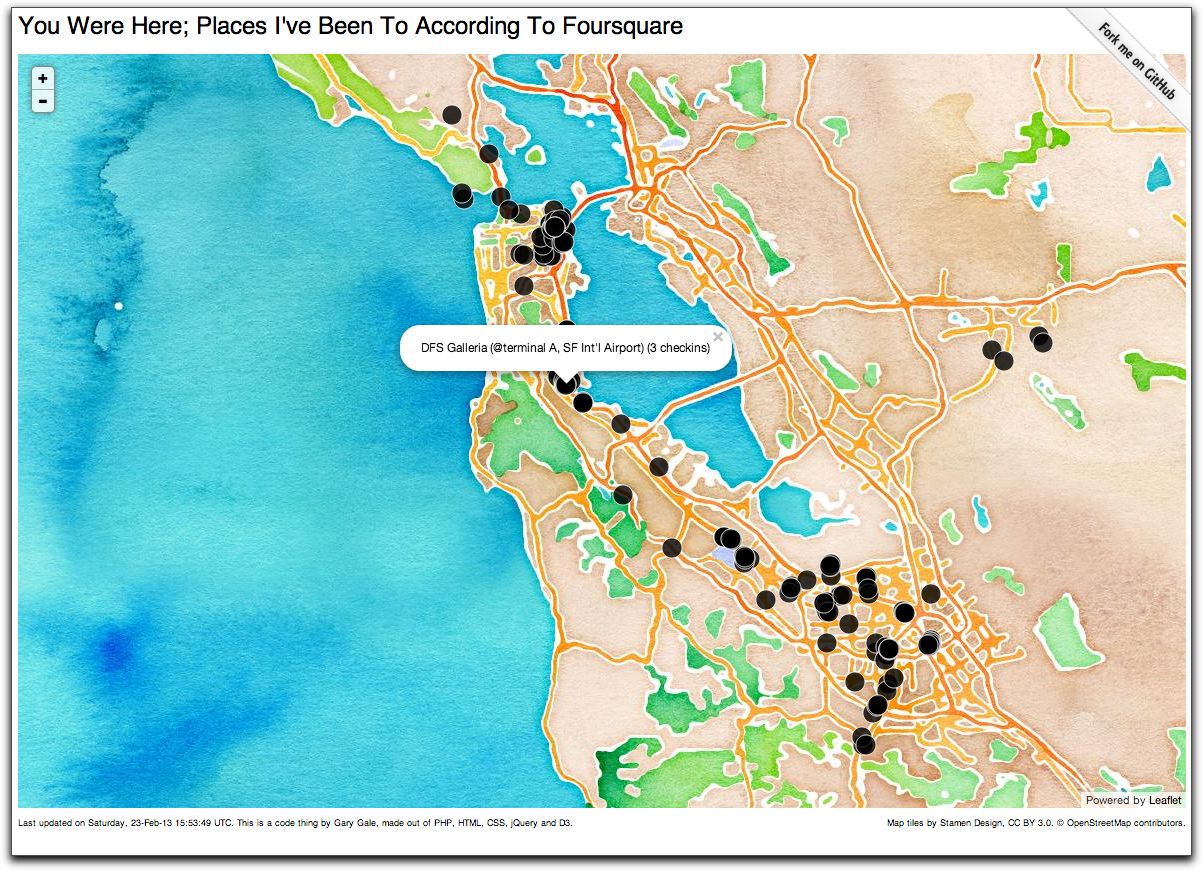 You Were Here; Places I've Been To According To Foursquare
Fork me on GitHub
+
-
DFS Galleria (@terminal A, SF Int'l Airport) (3 checkins)
×
Powered by Leaflet
Last updated on Saturday, 23-Feb-13 15:53:49 UTC. This is a code thing by Gary Gale, made out of PHP, HTML, CSS, jQuery and D3.
Map tiles by Stamen Design, CC BY 3.0. © OpenStreetMap contributors.